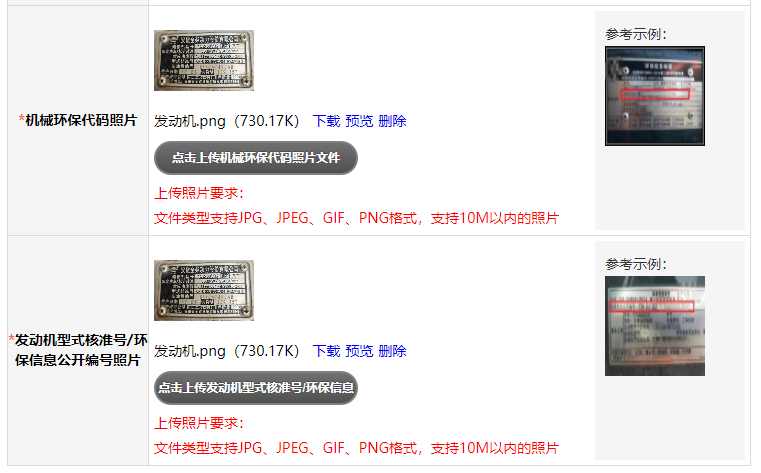 *机械环保代码照片
发动机.png（730.17K） 下载 预览 删除
点击上传机械环保代码照片文件
上传照片要求：
文件类型支持JPG、JPEG、GIF、PNG格式，支持10M以内的照片
参考示例：
*发动机型式核准号/环
保信息公开编号照片
发动机.png（730.17K） 下载 预览 删除
点击上传发动机型式核准号/环保信息
上传照片要求：
文件类型支持JPG、JPEG、GIF、PNG格式，支持10M以内的照片
参考示例：